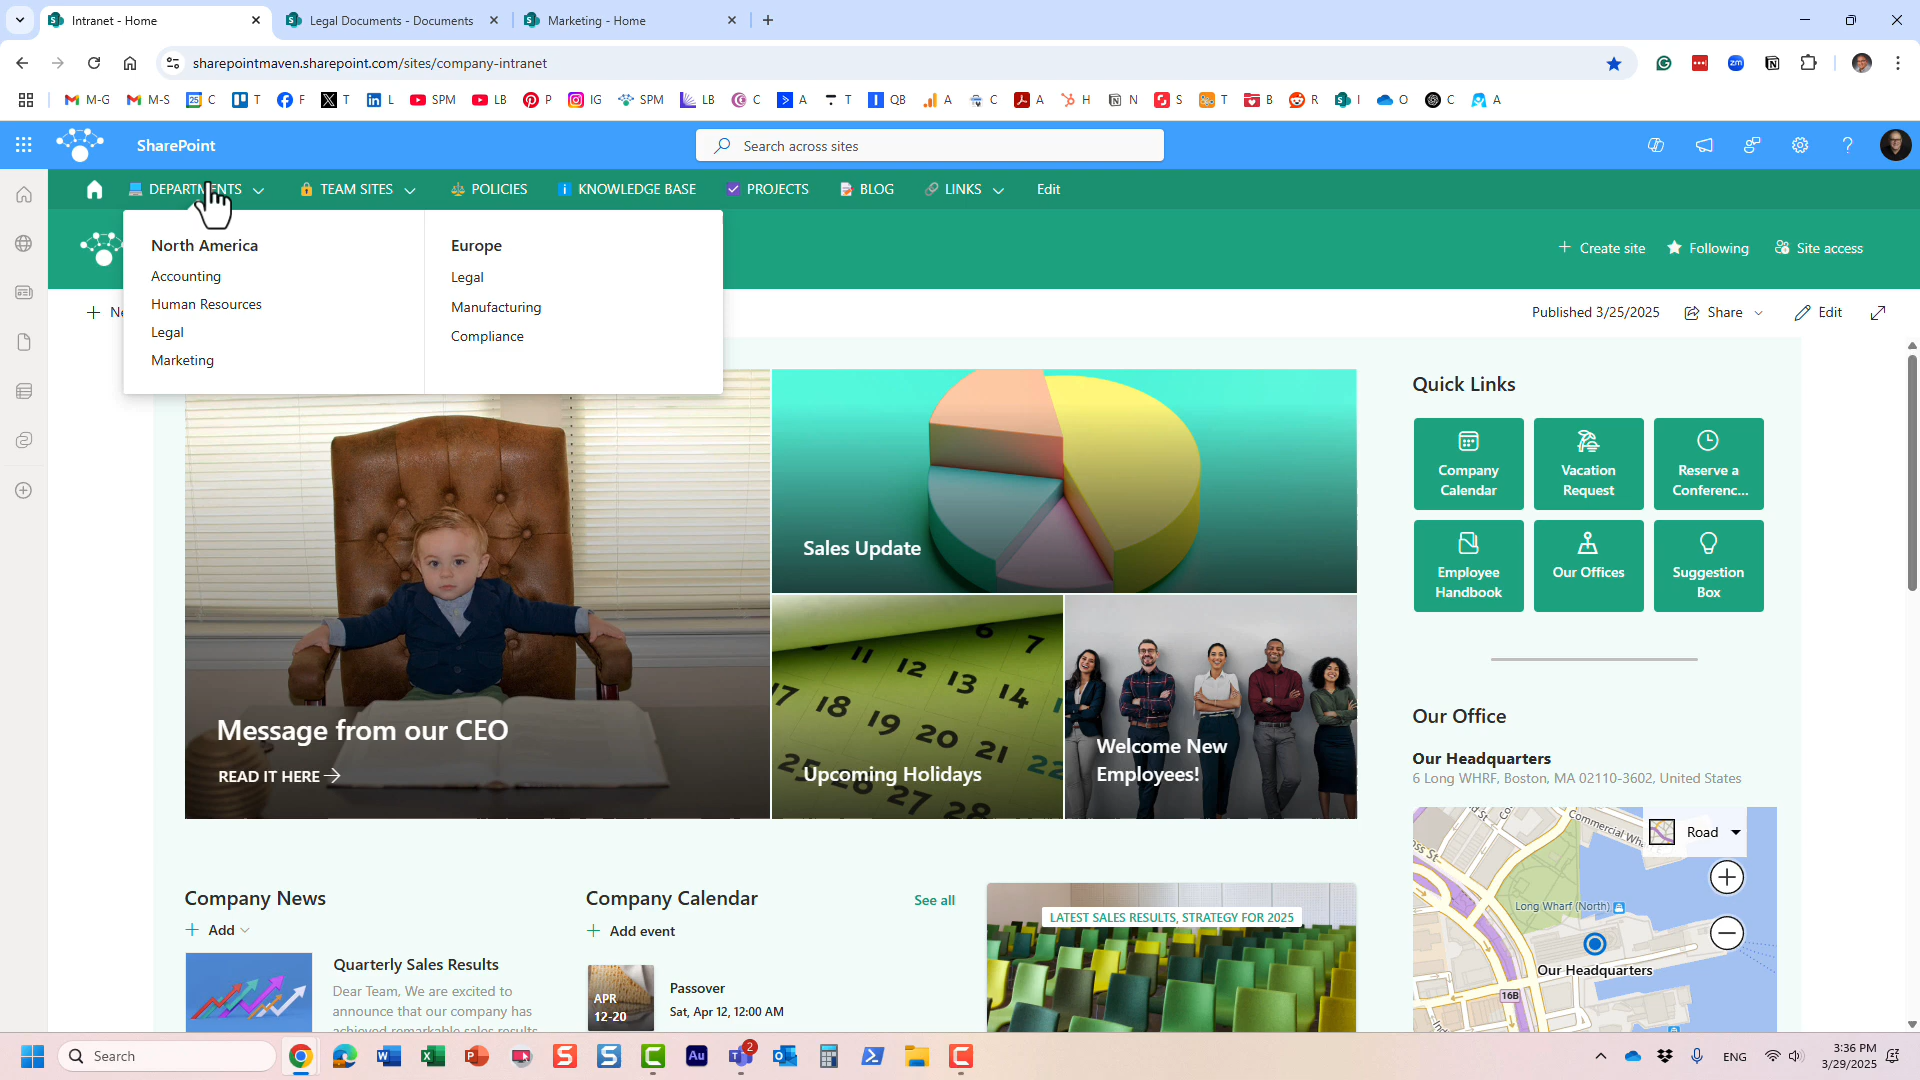 Intranet - Home
Legal Documents - Documents
Marketing - Home
sharepointmaven.sharepoint.com/sites/company-intranet
M-G
M-S
C
T
F
T
L
SPM
LB
P
IG
SPM
LB
C
A
T
QB
A
C
A
H
N
S
T
B
R
I
O
C
A
SharePoint
Search across sites
DEPARTMENTS
TEAM SITES
POLICIES
KNOWLEDGE BASE
PROJECTS
BLOG
LINKS
Edit
North America
Accounting
Human Resources
Legal
Marketing
Europe
Legal
Manufacturing
Compliance
Create site
Following
Site access
Published 3/25/2025
Share
Edit
Message from our CEO
READ IT HERE
Sales Update
Upcoming Holidays
Welcome New
Employees!
Quick Links
Company
Calendar
Vacation
Request
Reserve a
Conferenc...
Employee
Handbook
Our Offices
Suggestion
Box
Our Office
Our Headquarters
6 Long WHRF, Boston, MA 02110-3602, United States
Road
Long Wharf (North)
Our Headquarters
16B
Company News
Add
Quarterly Sales Results
Dear Team, We are excited to
announce that our company has
achieved remarkable sales results
Company Calendar
See all
Add event
APR
12-20
Passover
Sat, Apr 12, 12:00 AM
LATEST SALES RESULTS, STRATEGY FOR 2025
Search
2
ENG
3:36 PM
3/29/2025